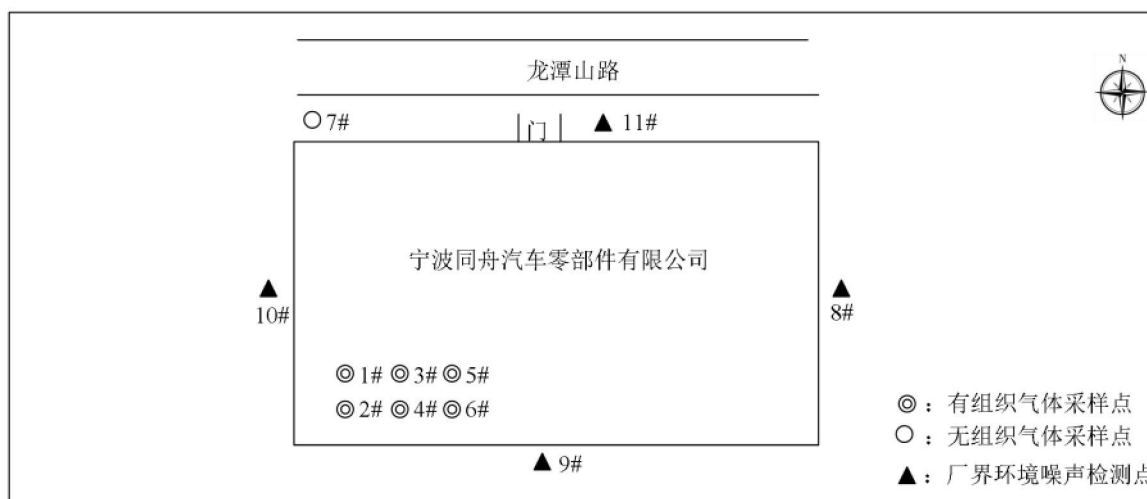 龙潭山路
N
○7#
门
▲ 11#
宁波同舟汽车零部件有限公司
▲
10#
▲
8#
◎1# ◎3# ◎5#
◎2# ◎4# ◎6#
▲ 9#
◎：有组织气体采样点
○：无组织气体采样点
▲：厂界环境噪声检测点